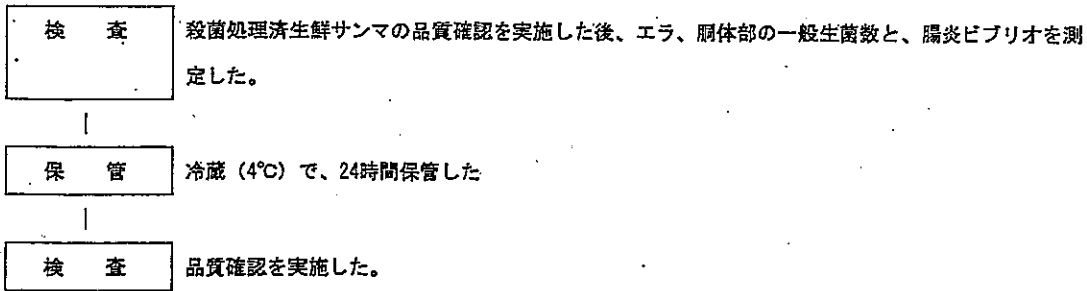 検　査　殺菌処理済生鮮サンマの品質確認を実施した後、エラ、胴体部の一般生菌数と、腸炎ビブリオを測
定した。
保　管　冷蔵（4℃）で、24時間保管した
検　査　品質確認を実施した。